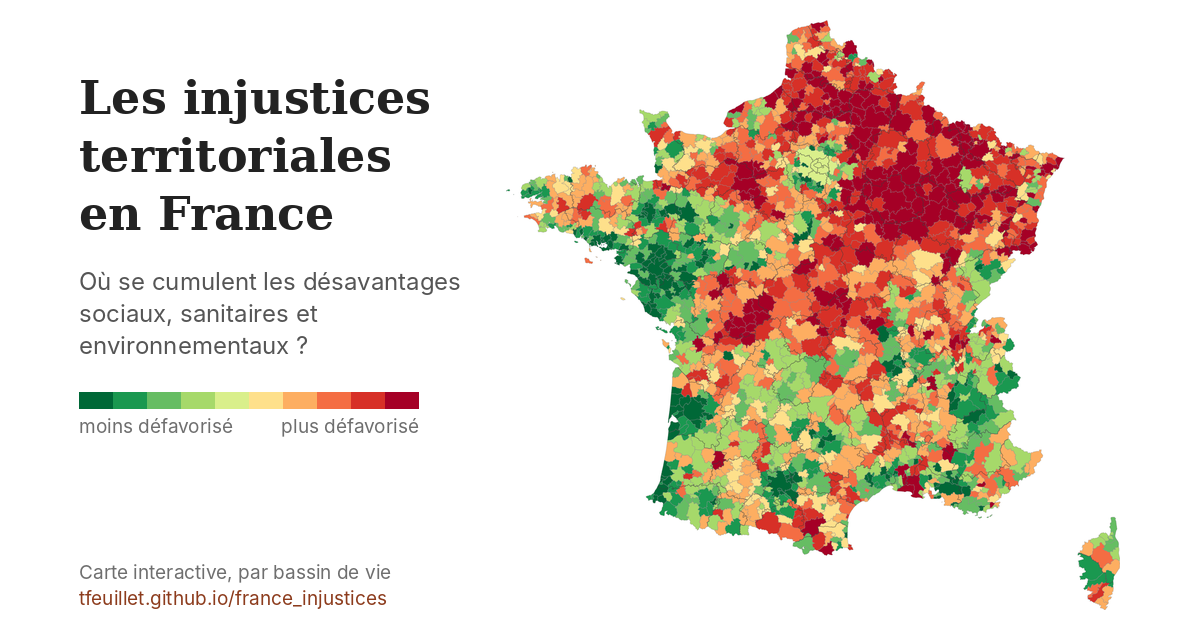 Les injustices
territoriales
en France
Où se cumulent les désavantages
sociaux, sanitaires et
environnementaux ?
moins défavorisé
plus défavorisé
Carte interactive, par bassin de vie
tfeuillet.github.io/france_injustices